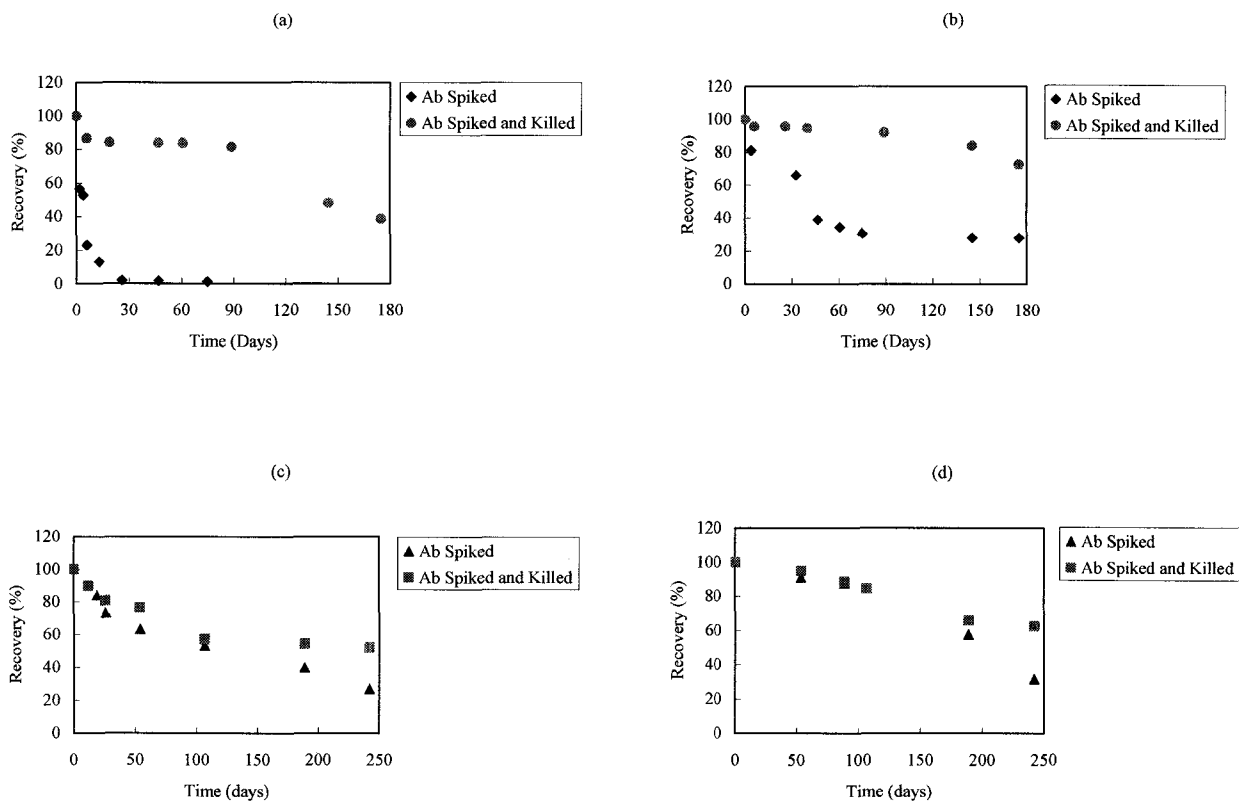 (a)
120
100
80
60
40
20
0
Recovery (%)
0 30 60 90 120 150 180
Time (Days)
Ab Spiked
Ab Spiked and Killed
(b)
120
100
80
60
40
20
0
Recovery (%)
0 30 60 90 120 150 180
Time (Days)
Ab Spiked
Ab Spiked and Killed
(c)
120
100
80
60
40
20
0
Recovery (%)
0 50 100 150 200 250
Time (days)
Ab Spiked
Ab Spiked and Killed
(d)
120
100
80
60
40
20
0
Recovery (%)
0 50 100 150 200 250
Time (days)
Ab Spiked
Ab Spiked and Killed